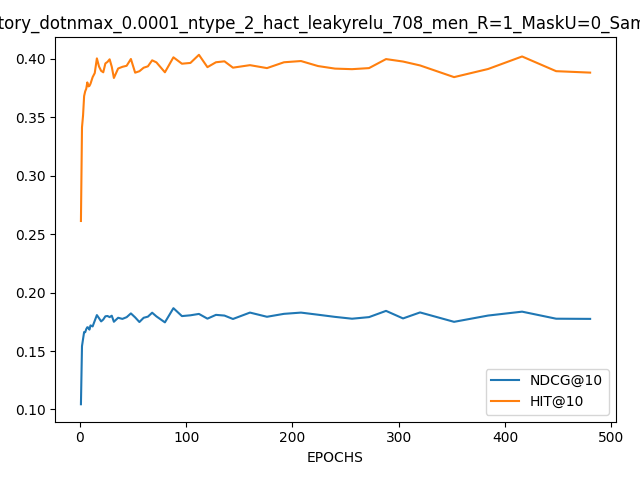 tory_dotnmax_0.0001_ntype_2_hact_leakyrelu_708_men_R=1_MaskU=0_Sam
0.40
0.35
0.30
0.25
0.20
0.15
0.10
NDCG@10
HIT@10
0 100 200 300 400 500
EPOCHS